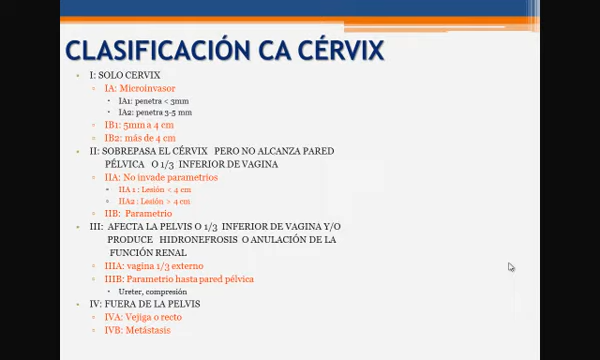 CLASIFICACIÓN CA CÉRVIX
I: SOLO CERVIX
IA: Microinvasor
IA1: penetra < 3mm
IA2: penetra 3-5 mm
IB1: 5mm a 4 cm
IB2: más de 4 cm
II: SOBREPASA EL CÉRVIX PERO NO ALCANZA PARED
PÉLVICA O 1/3 INFERIOR DE VAGINA
IIA: No invade parametrios
IIA 1 : Lesión < 4 cm
IIA2 : Lesión > 4 cm
IIB: Parametrio
III: AFECTA LA PELVIS O 1/3 INFERIOR DE VAGINA Y/O
PRODUCE HIDRONEFROSIS O ANULACIÓN DE LA
FUNCIÓN RENAL
IIIA: vagina 1/3 externo
IIIB: Parametrio hasta pared pélvica
Ureter, compresión
IV: FUERA DE LA PELVIS
IVA: Vejiga o recto
IVB: Metástasis